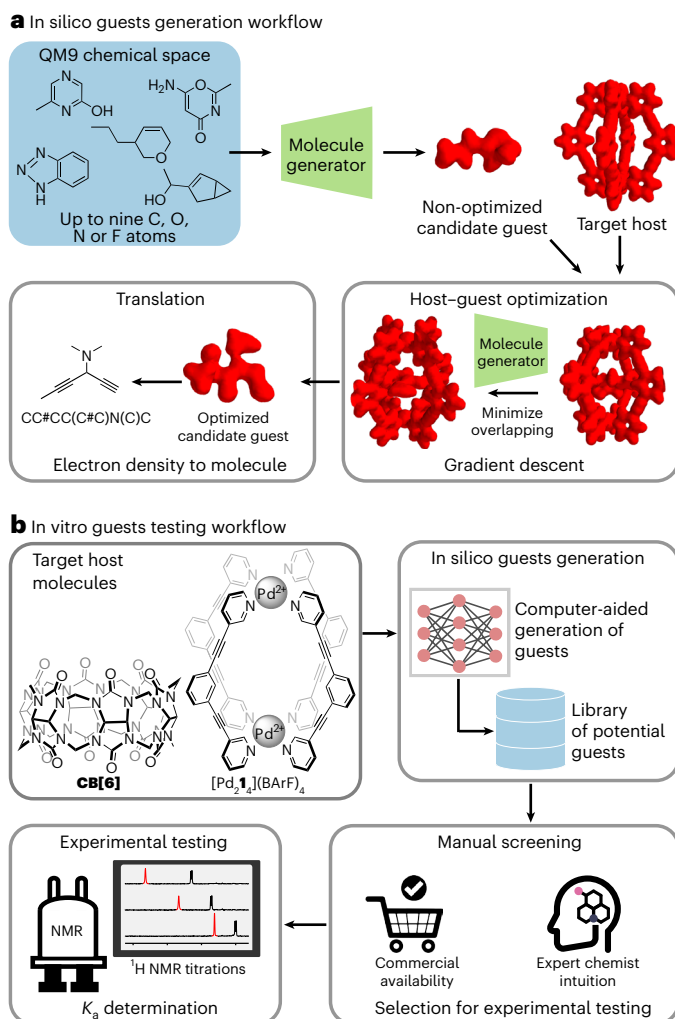 a In silico guests generation workflow
QM9 chemical space
N
N
OH
H₂N
O
N
O
N
N
N
H
O
HO
Up to nine C, O,
N or F atoms
Molecule
generator
Non-optimized
candidate guest
Target host
Translation
N
CC#CC(C#C)N(C)C
Optimized
candidate guest
Electron density to molecule
Host–guest optimization
Molecule
generator
Minimize
overlapping
Gradient descent
b In vitro guests testing workflow
Target host
molecules
O
O
O
O
O
O
N
N
N
N
N
N
N
N
N
N
O
O
O
O
CB[6]
N
N
N
N
Pd²⁺
N
N
N
N
Pd²⁺
[Pd₂1₄](BArF)₄
In silico guests generation
Computer-aided
generation of
guests
Library
of potential
guests
Experimental testing
NMR
¹H NMR titrations
Kₐ determination
Manual screening
Commercial
availability
Expert chemist
intuition
Selection for experimental testing